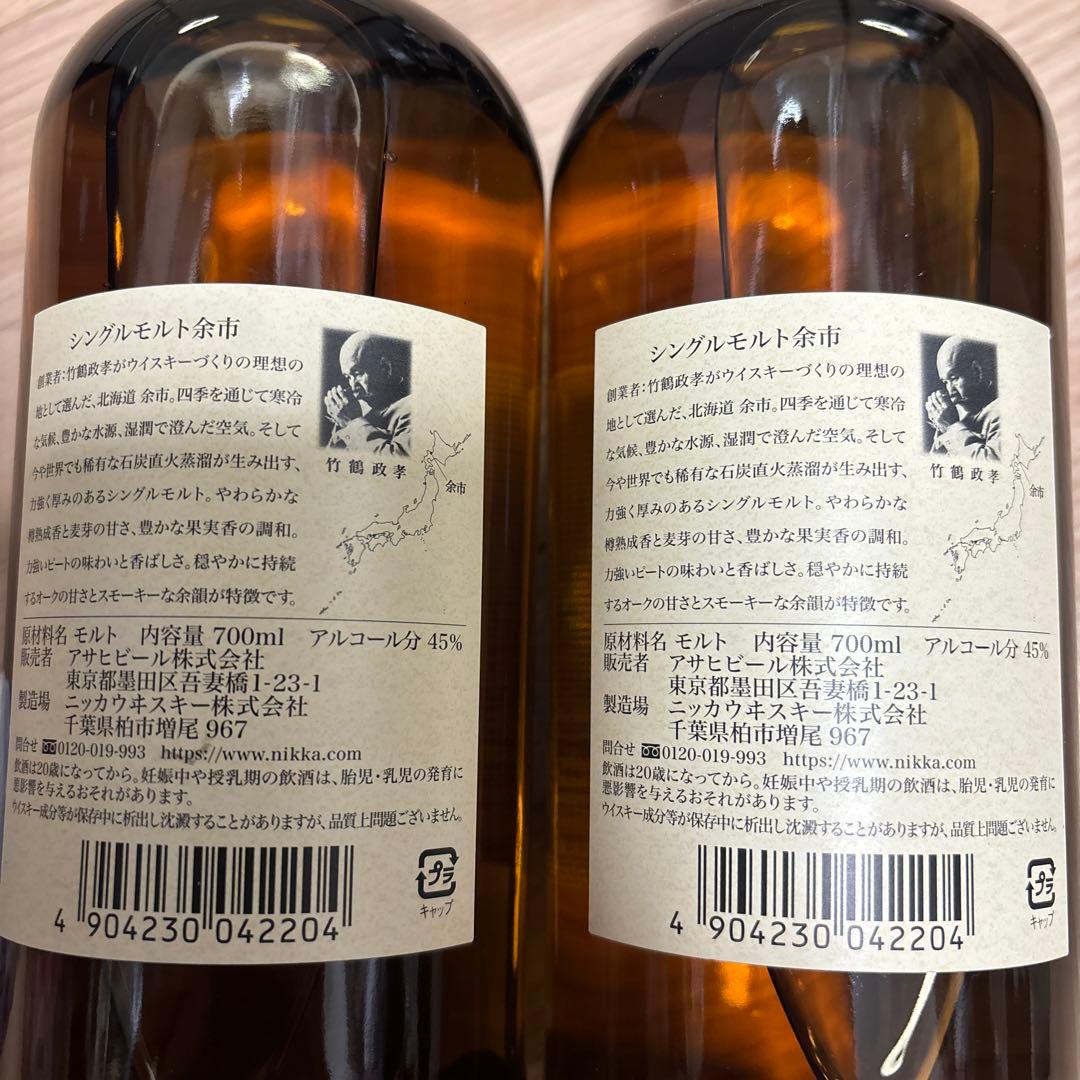 シングルモルト余市
創業者:竹鶴政孝がウイスキーづくりの理想の
地として選んだ、北海道 余市。四季を通じて寒冷
な気候、豊かな水源、湿潤で澄んだ空気。そして
今や世界でも稀有な石炭直火蒸溜が生み出す、
力強く厚みのあるシングルモルト。やわらかな
樽熟成香と麦芽の甘さ、豊かな果実香の調和。
力強いピートの味わいと香ばしさ。穏やかに持続
するオークの甘さとスモーキーな余韻が特徴です。
竹鶴政孝
余市
原材料名 モルト 内容量 700ml アルコール分 45%
販売者 アサヒビール株式会社
東京都墨田区吾妻橋1-23-1
製造場 ニッカウヰスキー株式会社
千葉県柏市増尾 967
問合せ 0120-019-993 https://www.nikka.com
飲酒は20歳になってから。妊娠中や授乳期の飲酒は、胎児・乳児の発育に
悪影響を与えるおそれがあります。
ウイスキー成分等が保存中に析出し沈澱することがありますが、品質上問題ございません。
4 904230 042204
プラ
キャップ
シングルモルト余市
創業者:竹鶴政孝がウイスキーづくりの理想の
地として選んだ、北海道 余市。四季を通じて寒冷
な気候、豊かな水源、湿潤で澄んだ空気。そして
今や世界でも稀有な石炭直火蒸溜が生み出す、
力強く厚みのあるシングルモルト。やわらかな
樽熟成香と麦芽の甘さ、豊かな果実香の調和。
力強いピートの味わいと香ばしさ。穏やかに持続
するオークの甘さとスモーキーな余韻が特徴です。
竹鶴政孝
余市
原材料名 モルト 内容量 700ml アルコール分 45%
販売者 アサヒビール株式会社
東京都墨田区吾妻橋1-23-1
製造場 ニッカウヰスキー株式会社
千葉県柏市増尾 967
問合せ 0120-019-993 https://www.nikka.com
飲酒は20歳になってから。妊娠中や授乳期の飲酒は、胎児・乳児の発育に
悪影響を与えるおそれがあります。
ウイスキー成分等が保存中に析出し沈澱することがありますが、品質上問題ございません。
4 904230 042204
プラ
キャップ